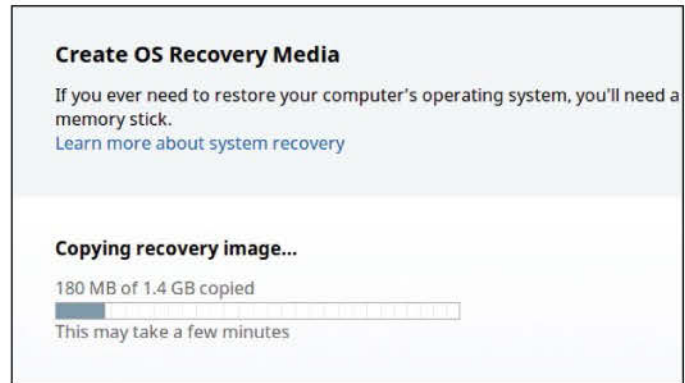 Create OS Recovery Media
If you ever need to restore your computer's operating system, you'll need a
memory stick.
Learn more about system recovery
Copying recovery image...
180 MB of 1.4 GB copied
This may take a few minutes